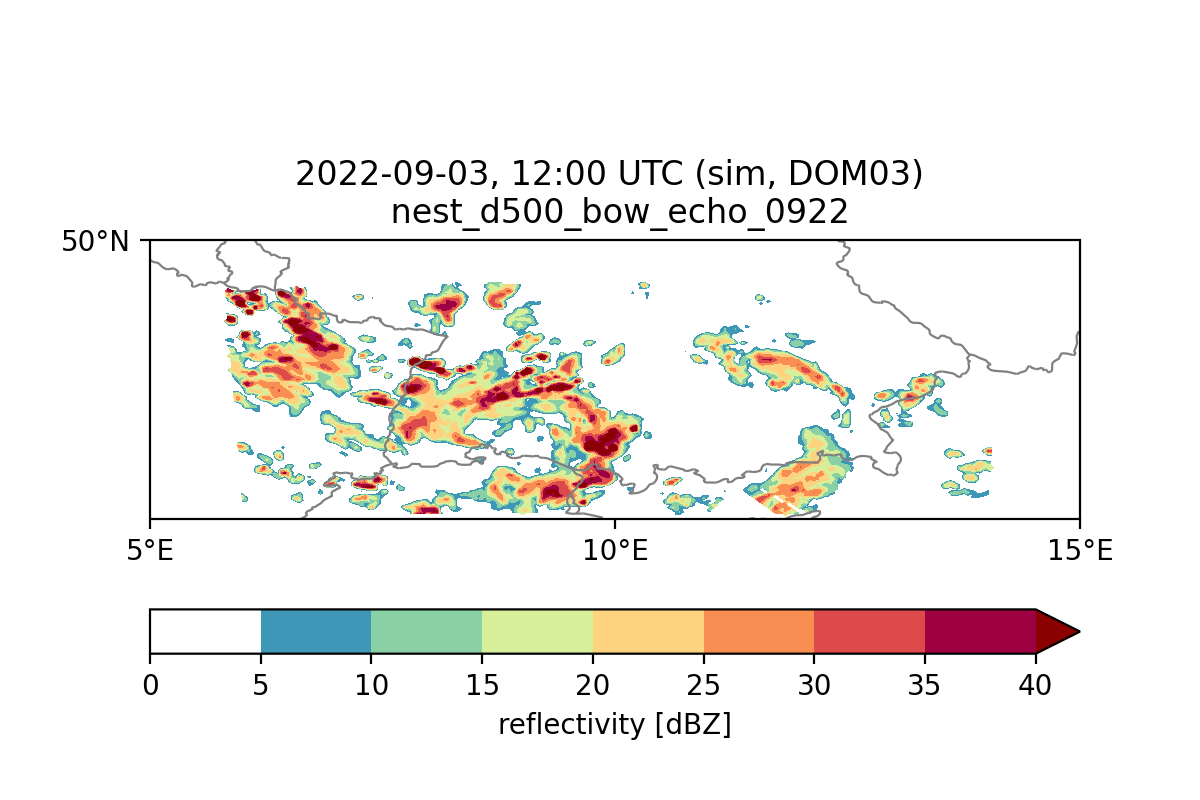 2022-09-03, 12:00 UTC (sim, DOM03)
nest_d500_bow_echo_0922
50°N
5°E 10°E 15°E
0 5 10 15 20 25 30 35 40
reflectivity [dBZ]